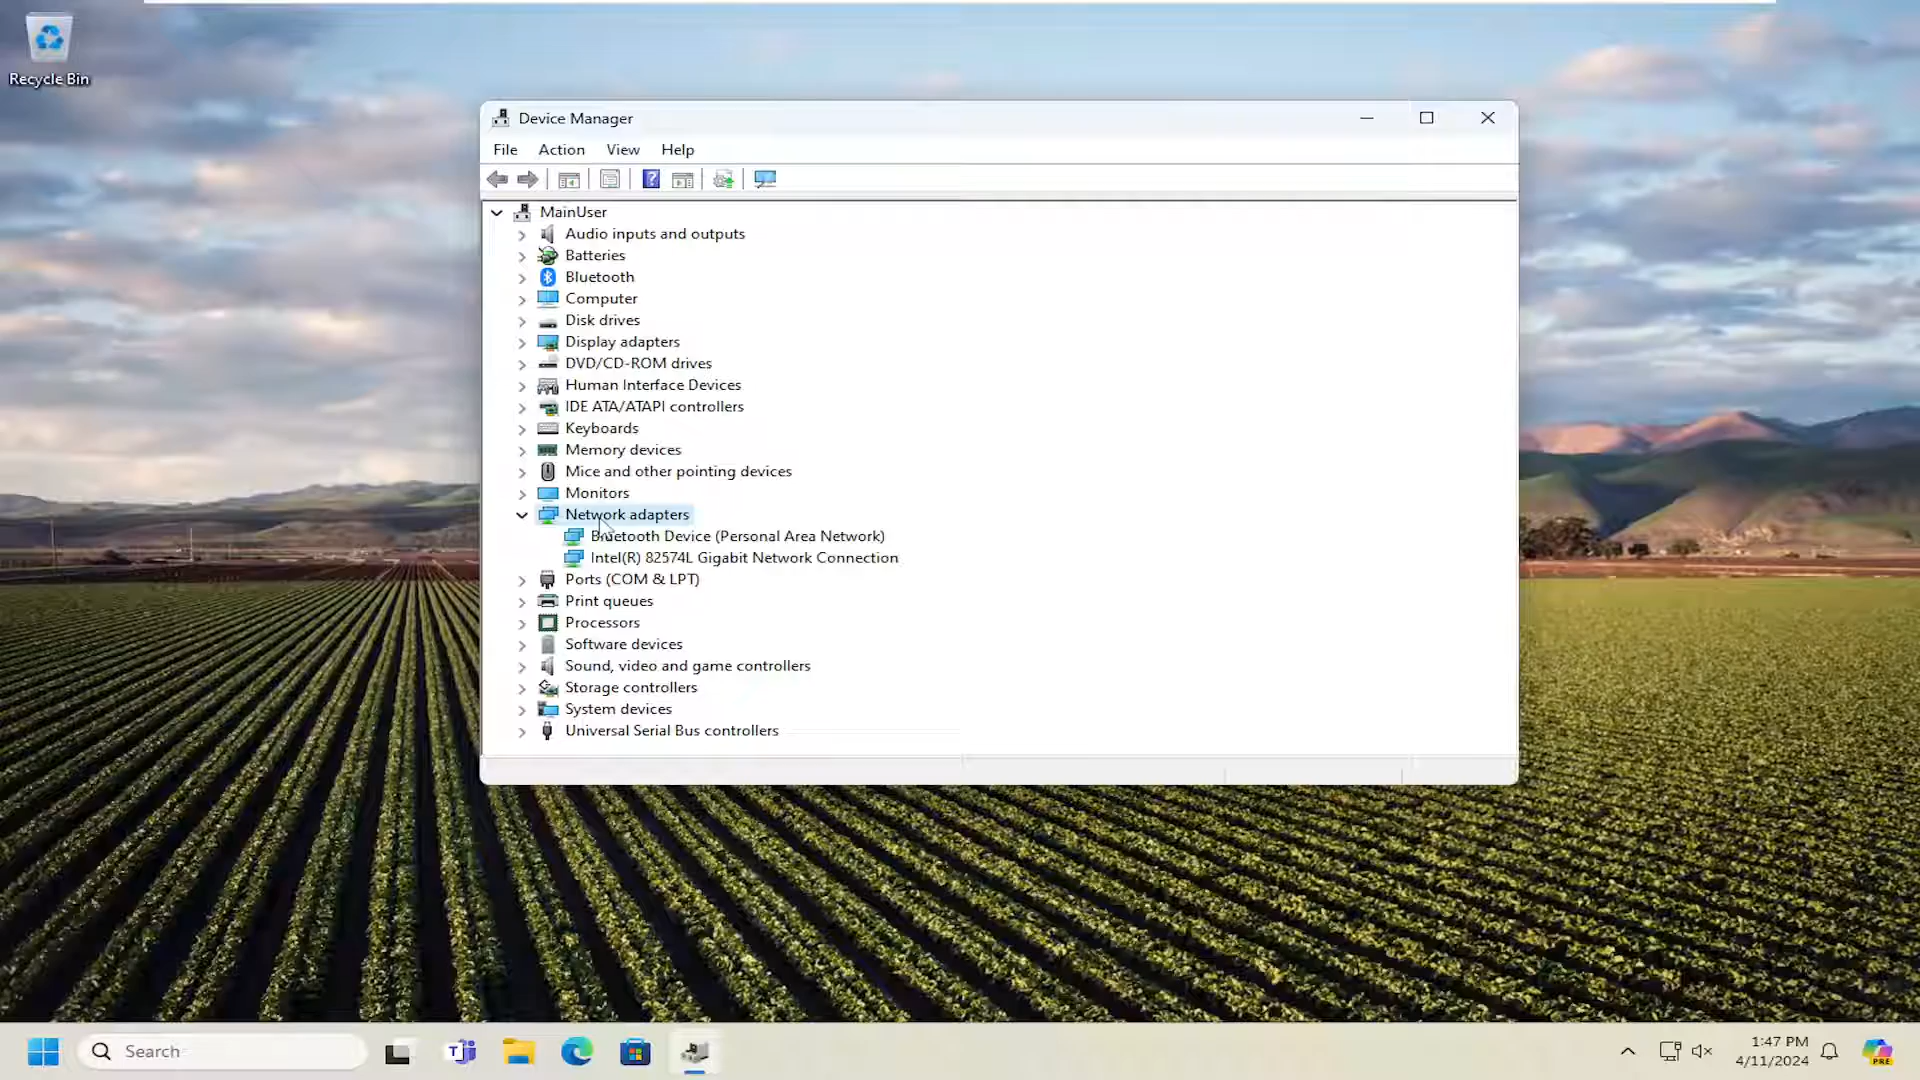 Recycle Bin
Device Manager
File Action View Help
MainUser
Audio inputs and outputs
Batteries
Bluetooth
Computer
Disk drives
Display adapters
DVD/CD-ROM drives
Human Interface Devices
IDE ATA/ATAPI controllers
Keyboards
Memory devices
Mice and other pointing devices
Monitors
Network adapters
Bluetooth Device (Personal Area Network)
Intel(R) 82574L Gigabit Network Connection
Ports (COM & LPT)
Print queues
Processors
Software devices
Sound, video and game controllers
Storage controllers
System devices
Universal Serial Bus controllers
Search
1:47 PM
4/11/2024
PRE